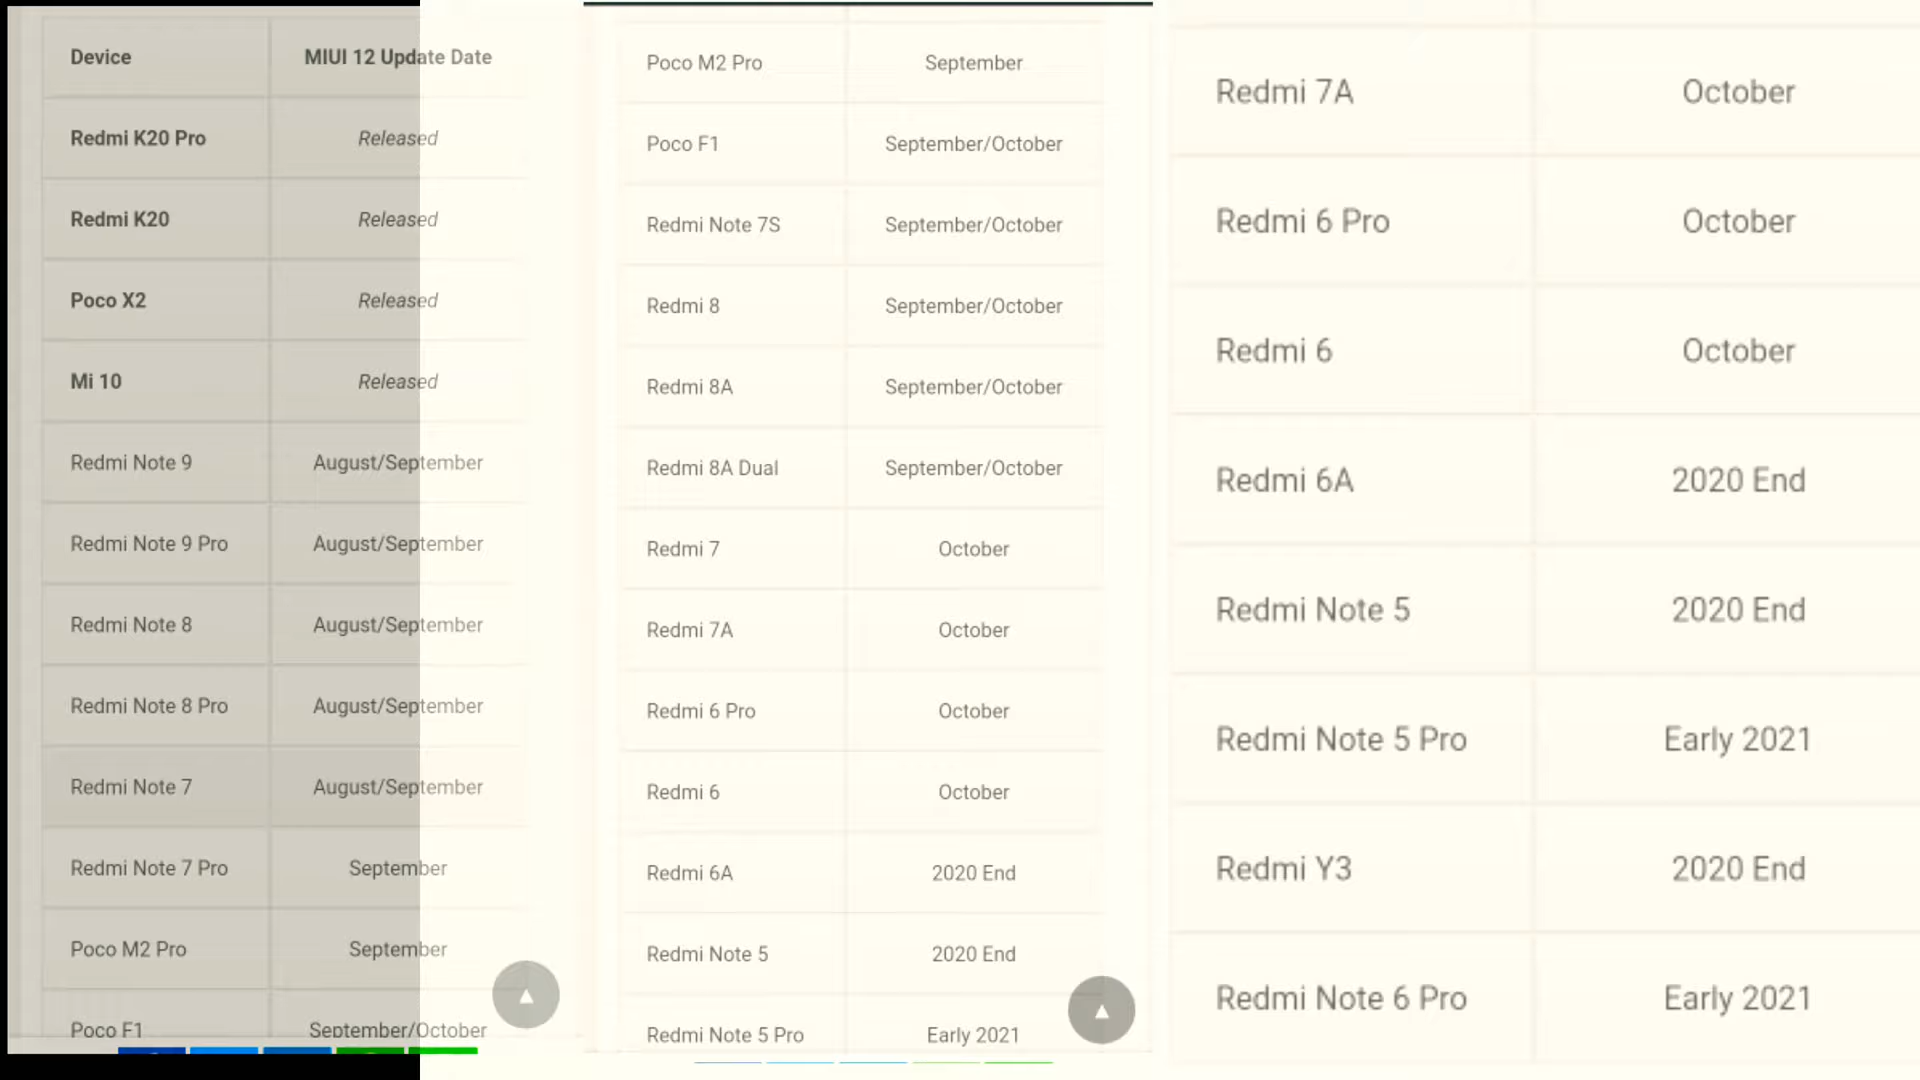 Device MIUI 12 Update Date
Redmi K20 Pro Released
Redmi K20 Released
Poco X2 Released
Mi 10 Released
Redmi Note 9 August/September
Redmi Note 9 Pro August/September
Redmi Note 8 August/September
Redmi Note 8 Pro August/September
Redmi Note 7 August/September
Redmi Note 7 Pro September
Poco M2 Pro September
Poco F1 September/October
Poco M2 Pro September
Poco F1 September/October
Redmi Note 7S September/October
Redmi 8 September/October
Redmi 8A September/October
Redmi 8A Dual September/October
Redmi 7 October
Redmi 7A October
Redmi 6 Pro October
Redmi 6 October
Redmi 6A 2020 End
Redmi Note 5 2020 End
Redmi Note 5 Pro Early 2021
Redmi 7A October
Redmi 6 Pro October
Redmi 6 October
Redmi 6A 2020 End
Redmi Note 5 2020 End
Redmi Note 5 Pro Early 2021
Redmi Y3 2020 End
Redmi Note 6 Pro Early 2021